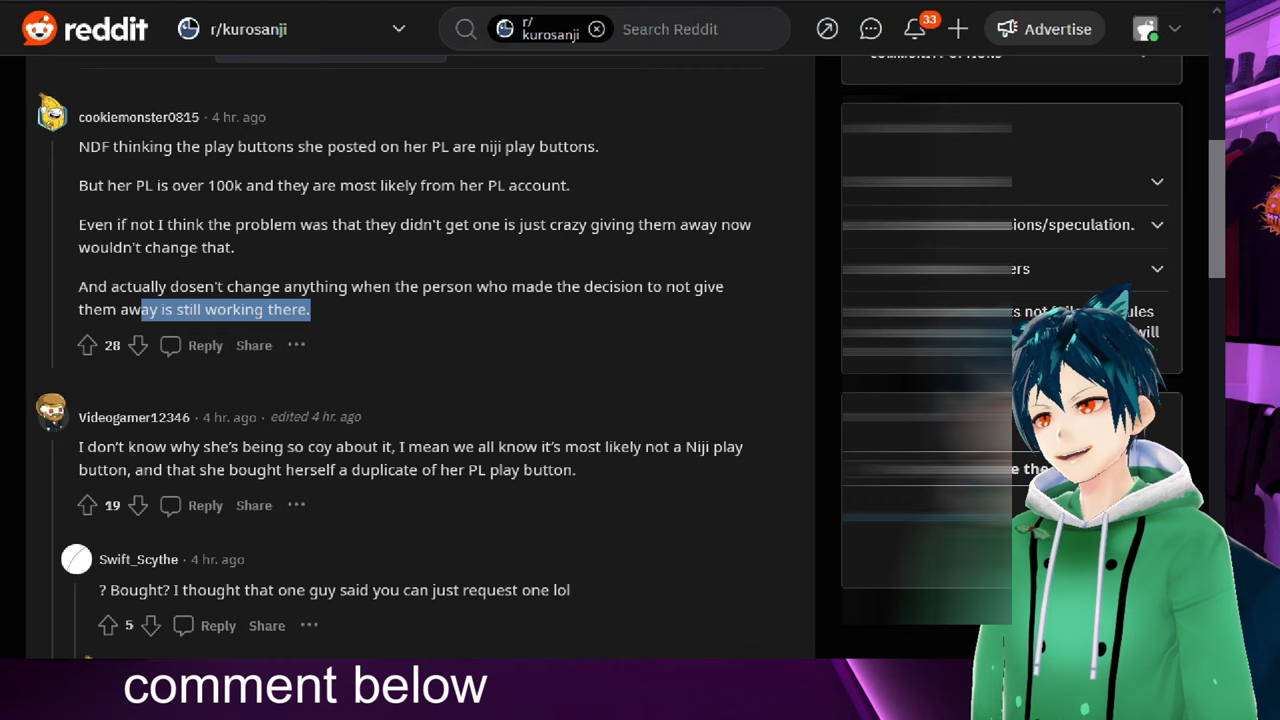 reddit
r/kurosanji
r/
kurosanji
Search Reddit
33
Advertise
cookiemonster0815 · 4 hr. ago
NDF thinking the play buttons she posted on her PL are niji play buttons.
But her PL is over 100k and they are most likely from her PL account.
Even if not I think the problem was that they didn't get one is just crazy giving them away now
wouldn't change that.
And actually dosen't change anything when the person who made the decision to not give
them away is still working there.
28
Reply
Share
Videogamer12346 · 4 hr. ago · edited 4 hr. ago
I don't know why she's being so coy about it, I mean we all know it's most likely not a Niji play
button, and that she bought herself a duplicate of her PL play button.
19
Reply
Share
Swift_Scythe · 4 hr. ago
? Bought? I thought that one guy said you can just request one lol
5
Reply
Share
ions/speculation.
ers
will
comment below